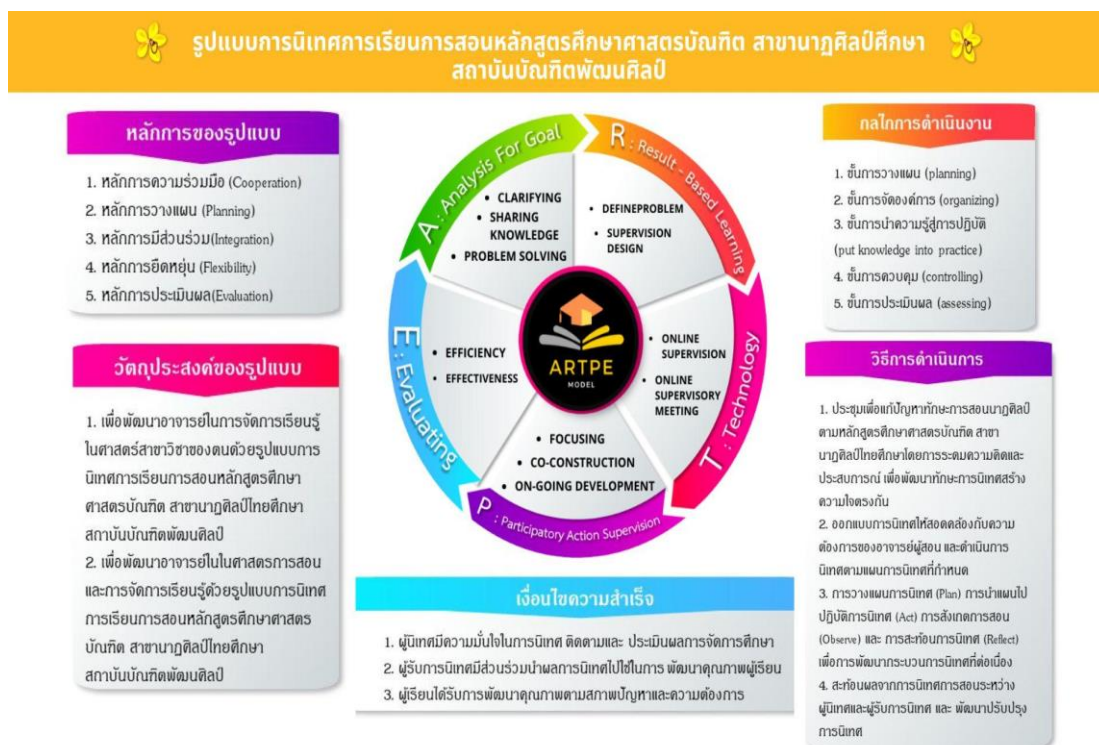 รูปแบบการนิเทศการเรียนการสอนหลักสูตรศึกษาศาสตรบัณฑิต สาขานาฏศิลป์ศึกษา
สถาบันบัณฑิตพัฒนศิลป์
หลักการของรูปแบบ
1. หลักการความร่วมมือ (Cooperation)
2. หลักการวางแผน (Planning)
3. หลักการมีส่วนร่วม(Integration)
4. หลักการยืดหยุ่น (Flexibility)
5. หลักการประเมินผล(Evaluation)
วัตถุประสงค์ของรูปแบบ
1. เพื่อพัฒนาอาจารย์ในการจัดการเรียนรู้
ในศาสตร์สาขาวิชาของตนด้วยรูปแบบการ
นิเทศการเรียนการสอนหลักสูตรศึกษา
ศาสตรบัณฑิต สาขานาฏศิลป์ไทยศึกษา
สถาบันบัณฑิตพัฒนศิลป์
2. เพื่อพัฒนาอาจารย์ในในศาสตร์การสอน
และการจัดการเรียนรู้ด้วยรูปแบบการนิเทศ
การเรียนการสอนหลักสูตรศึกษาศาสตร
บัณฑิต สาขานาฏศิลป์ไทยศึกษา
สถาบันบัณฑิตพัฒนศิลป์
A : Analysis For Goal
• CLARIFYING
• SHARING
KNOWLEDGE
• PROBLEM SOLVING
R : Result - Based Learning
• DEFINEPROBLEM
• SUPERVISION
DESIGN
T : Technology
• ONLINE
SUPERVISION
• ONLINE
SUPERVISORY
MEETING
P : Participatory Action Supervision
• FOCUSING
• CO-CONSTRUCTION
• ON-GOING DEVELOPMENT
E : Evaluating
• EFFICIENCY
• EFFECTIVENESS
ARTPE
MODEL
เงื่อนไขความสำเร็จ
1. ผู้นิเทศมีความมั่นใจในการนิเทศ ติดตามและ ประเมินผลการจัดการศึกษา
2. ผู้รับการนิเทศมีส่วนร่วมนำผลการนิเทศไปใช้ในการ พัฒนาคุณภาพผู้เรียน
3. ผู้เรียนได้รับการพัฒนาคุณภาพตามสภาพปัญหาและความต้องการ
กลไกการดำเนินงาน
1. ขั้นการวางแผน (planning)
2. ขั้นการจัดองค์การ (organizing)
3. ขั้นการนำความรู้สู่การปฏิบัติ
(put knowledge into practice)
4. ขั้นการควบคุม (controlling)
5. ขั้นการประเมินผล (assessing)
วิธีการดำเนินการ
1. ประชุมเพื่อแก้ปัญหาทักษะการสอนนาฏศิลป์
ตามหลักสูตรศึกษาศาสตรบัณฑิต สาขา
นาฏศิลป์ไทยศึกษาโดยการระดมความคิดและ
ประสบการณ์ เพื่อพัฒนาทักษะการนิเทศสร้าง
ความใจตรงกัน
2. ออกแบบการนิเทศให้สอดคล้องกับความ
ต้องการของอาจารย์ผู้สอน และดำเนินการ
นิเทศตามแผนการนิเทศที่กำหนด
3. การวางแผนการนิเทศ (Plan) การนำแผนไป
ปฏิบัติการนิเทศ (Act) การสังเกตการสอน
(Observe) และ การสะท้อนการนิเทศ (Reflect)
เพื่อการพัฒนากระบวนการนิเทศที่ต่อเนื่อง
4. สะท้อนผลจากการนิเทศการสอนระหว่าง
ผู้นิเทศและผู้รับการนิเทศ และ พัฒนาปรับปรุง
การนิเทศ